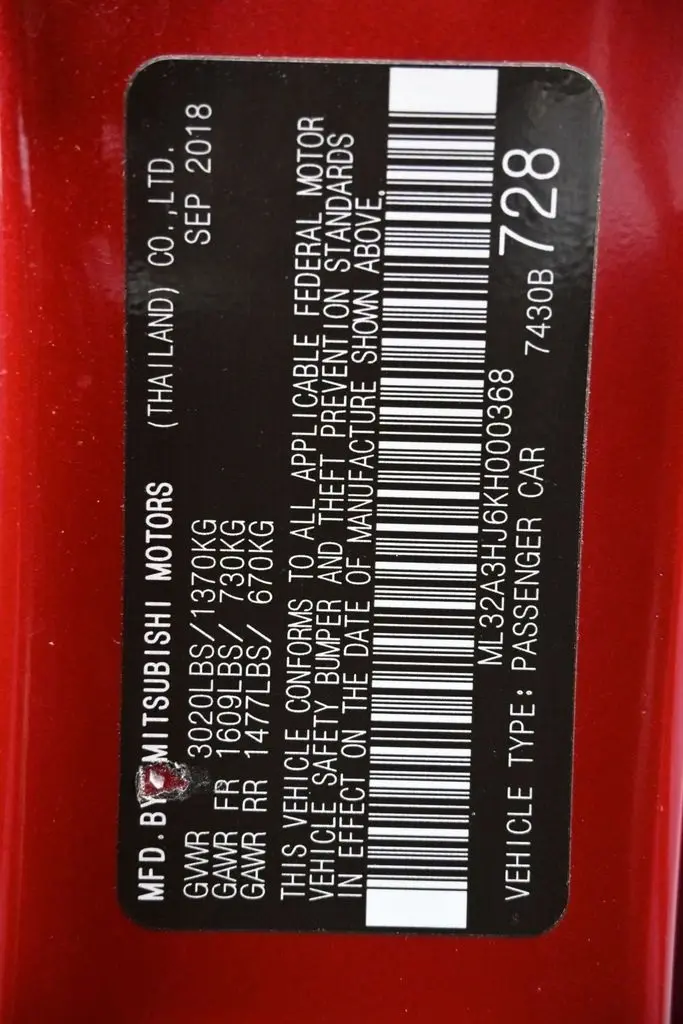 MFD.BY MITSUBISHI MOTORS (THAILAND) CO.,LTD.
SEP 2018
GVWR 3020LBS/1370KG
GAWR FR 1609LBS/ 730KG
GAWR RR 1477LBS/ 670KG
THIS VEHICLE CONFORMS TO ALL APPLICABLE FEDERAL MOTOR
VEHICLE SAFETY BUMPER AND THEFT PREVENTION STANDARDS
IN EFFECT ON THE DATE OF MANUFACTURE SHOWN ABOVE.
ML32A3HJ6KH000368
VEHICLE TYPE: PASSENGER CAR
7430B 728